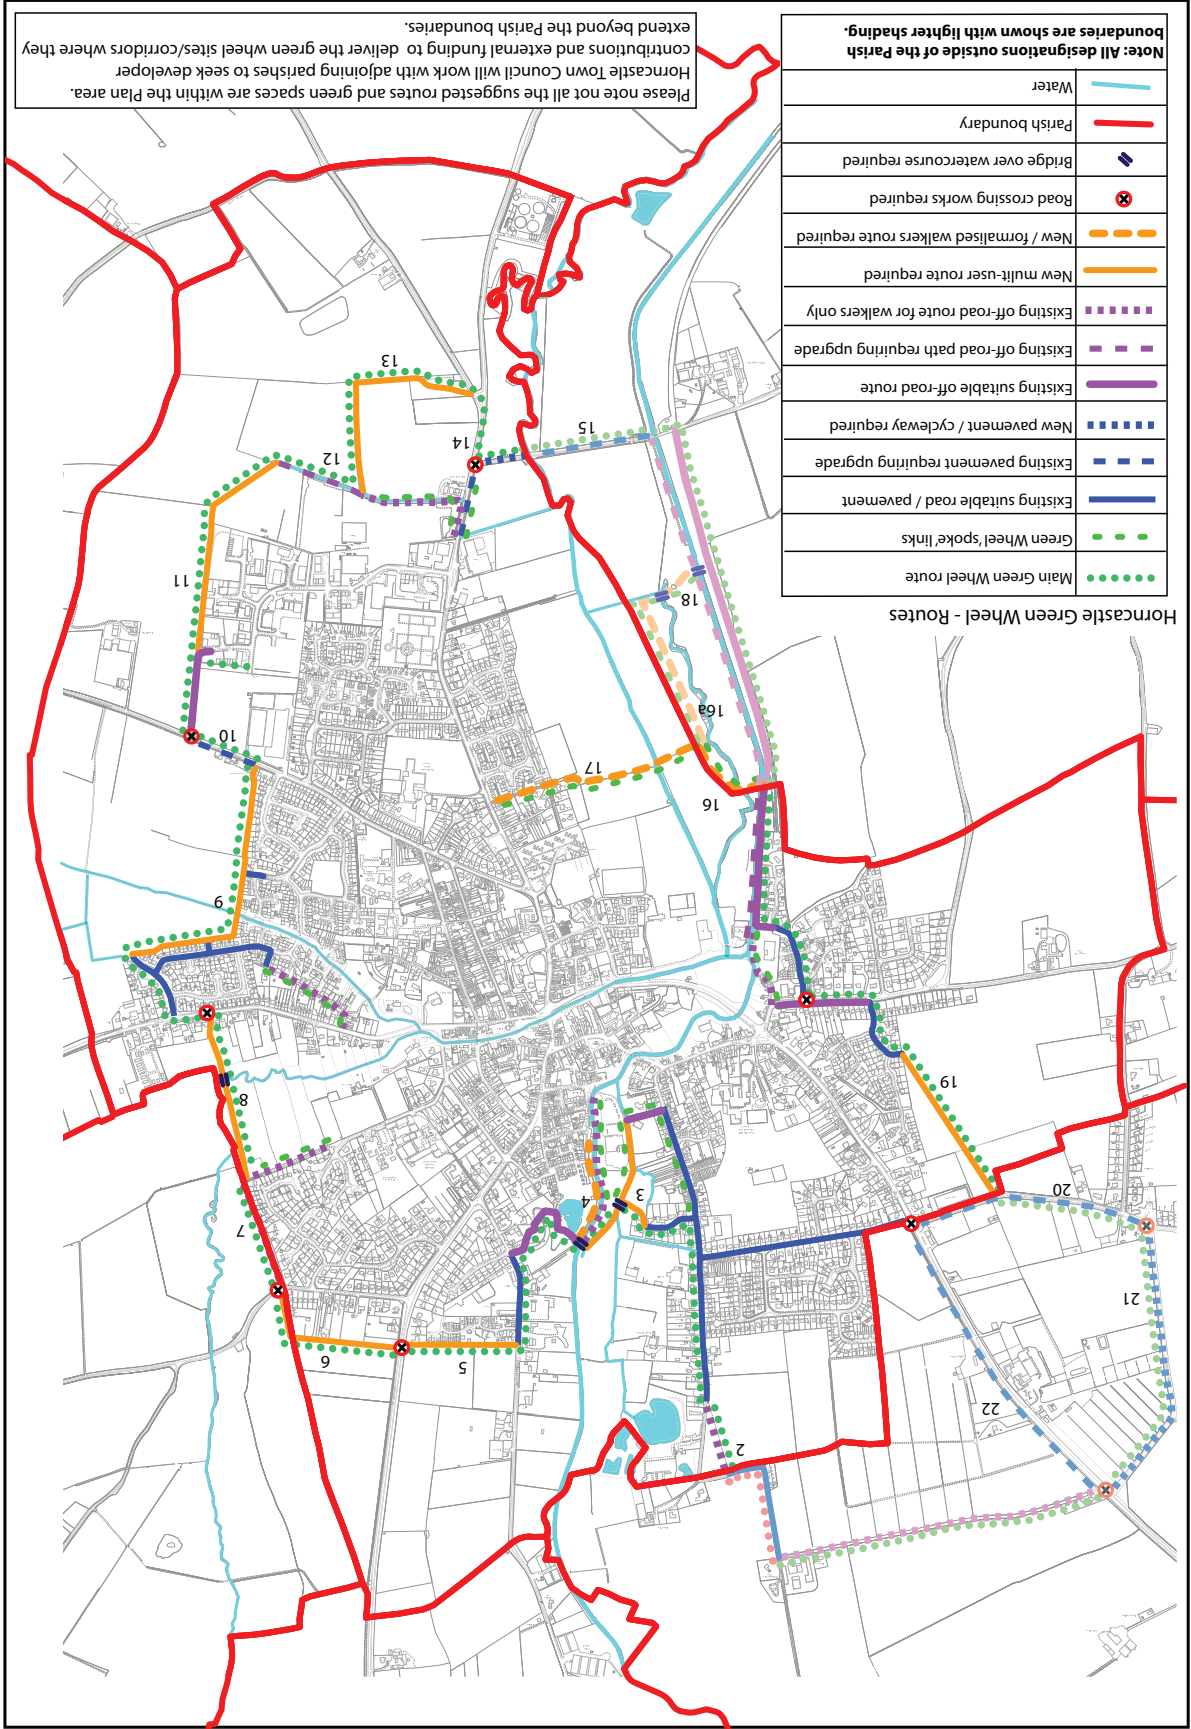 Horncastle Green Wheel - Routes
Main Green Wheel route
Green Wheel 'spoke' links
Existing suitable road / pavement
Existing pavement requiring upgrade
New pavement / cycleway required
Existing suitable off-road route
Existing off-road path requiring upgrade
Existing off-road route for walkers only
New mulit-user route required
New / formalised walkers route required
Road crossing works required
Bridge over watercourse required
Parish boundary
Water
Note: All designations outside of the Parish
boundaries are shown with lighter shading.
Please note not all the suggested routes and green spaces are within the Plan area.
Horncastle Town Council will work with adjoining parishes to seek developer
contributions and external funding to deliver the green wheel sites/corridors where they
extend beyond the Parish boundaries.
2
3
4
5
6
7
8
9
10
11
12
13
14
15
16
16a
17
18
19
20
21
22